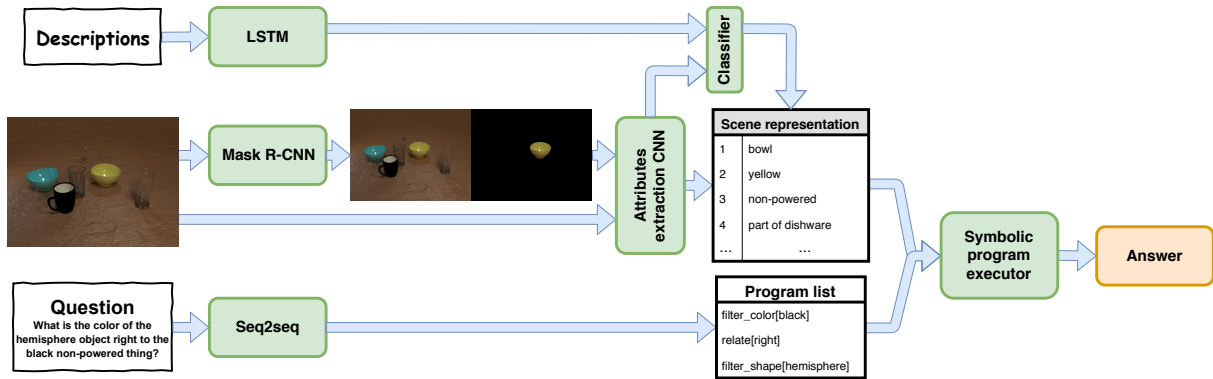 Descriptions
LSTM
Classifier
Mask R-CNN
Attributes
extraction CNN
Scene representation
1 bowl
2 yellow
3 non-powered
4 part of dishware
... ...
Symbolic
program
executor
Answer
Question
What is the color of the
hemisphere object right to the
black non-powered thing?
Seq2seq
Program list
filter_color[black]
relate[right]
filter_shape[hemisphere]